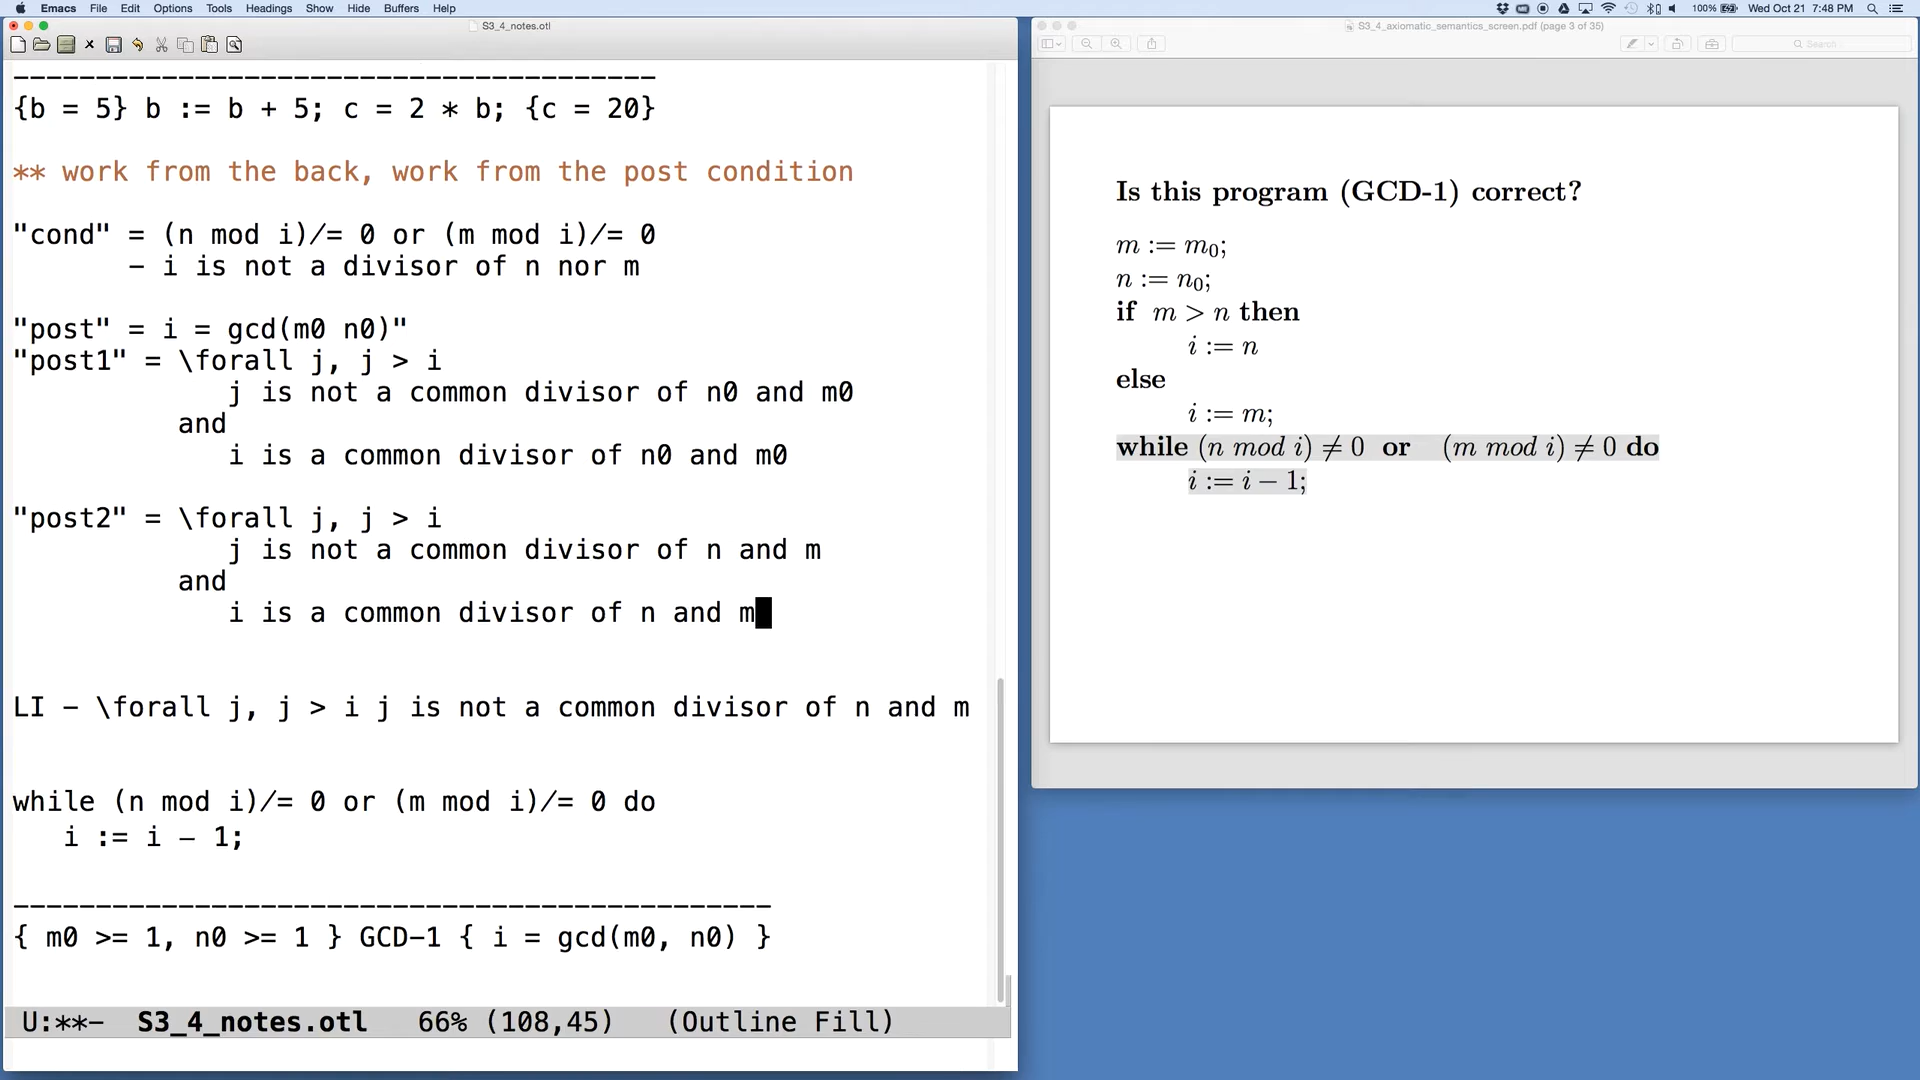 Emacs File Edit Options Tools Headings Show Hide Buffers Help
100% Wed Oct 21 7:48 PM
S3_4_notes.otl
----------------------------------------
{b = 5} b := b + 5; c = 2 * b; {c = 20}
** work from the back, work from the post condition
"cond" = (n mod i)/= 0 or (m mod i)/= 0
- i is not a divisor of n nor m
"post" = i = gcd(m0 n0)"
"post1" = \forall j, j > i
j is not a common divisor of n0 and m0
and
i is a common divisor of n0 and m0
"post2" = \forall j, j > i
j is not a common divisor of n and m
and
i is a common divisor of n and m
LI - \forall j, j > i j is not a common divisor of n and m
while (n mod i)/= 0 or (m mod i)/= 0 do
i := i - 1;
----------------------------------------------
{ m0 >= 1, n0 >= 1 } GCD-1 { i = gcd(m0, n0) }
U:**- S3_4_notes.otl 66% (108,45) (Outline Fill)
S3_4_axiomatic_semantics_screen.pdf (page 3 of 35)
Search
Is this program (GCD-1) correct?
m := m₀;
n := n₀;
if m > n then
i := n
else
i := m;
while (n mod i) ≠ 0 or (m mod i) ≠ 0 do
i := i − 1;